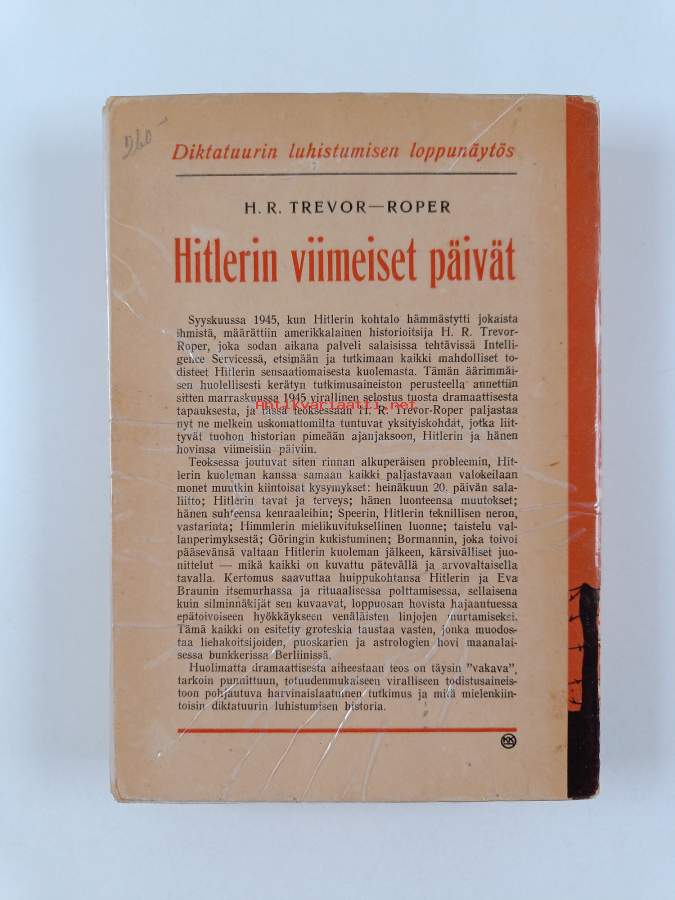 260 –
Diktatuurin luhistumisen loppunäytös
H. R. TREVOR—ROPER
Hitlerin viimeiset päivät
Syyskuussa 1945, kun Hitlerin kohtalo hämmästytti jokaista
ihmistä, määrättiin amerikkalainen historioitsija H. R. Trevor-
Roper, joka sodan aikana palveli salaisissa tehtävissä Intelli-
gence Servicessä, etsimään ja tutkimaan kaikki mahdolliset to-
disteet Hitlerin sensaatiomaisesta kuolemasta. Tämän äärimmäi-
sen huolellisesti kerätyn tutkimusaineiston perusteella annettiin
sitten marraskuussa 1945 virallinen selostus tuosta dramaattisesta
Antikvariaatti.net
tapauksesta, ja tässä teoksessaan H. R. Trevor-Roper paljastaa
nyt ne melkein uskomattomilta tuntuvat yksityiskohdat, jotka liit-
tyvät tuohon historian pimeään ajanjaksoon, Hitlerin ja hänen
hovinsa viimeisiin päiviin.
Teoksessa joutuvat siten rinnan alkuperäisen probleemin, Hit-
lerin kuoleman kanssa samaan kaikki paljastavaan valokeilaan
monet muutkin kiintoisat kysymykset: heinäkuun 20. päivän sala-
liitto; Hitlerin tavat ja terveys; hänen luonteensa muutokset;
hänen suhteensa kenraaleihin; Speerin, Hitlerin teknillisen neron,
vastarinta; Himmlerin mielikuvituksellinen luonne; taistelu val-
lanperimyksestä; Göringin kukistuminen; Bormannin, joka toivoi
pääsevänsä valtaan Hitlerin kuoleman jälkeen, kärsivälliset juo-
nittelut — mikä kaikki on kuvattu pätevällä ja arvovaltaisella
tavalla. Kertomus saavuttaa huippukohtansa Hitlerin ja Eva
Braunin itsemurhassa ja rituaalisessa polttamisessa, sellaisena
kuin silminnäkijät sen kuvaavat, loppuosan hovista hajaantuessa
epätoivoiseen hyökkäykseen venäläisten linjojen murtamiseksi.
Tämä kaikki on esitetty groteskia taustaa vasten, jonka muodos-
taa liehakoitsijoiden, puoskarien ja astrologien hovi maanalai-
sessa bunkkerissa Berliinissä.
Huolimatta dramaattisesta aiheestaan teos on täysin ”vakava”,
tarkoin punnittuun, totuudenmukaiseen viralliseen todistusaineis-
toon pohjautuva harvinaislaatuinen tutkimus ja mitä mielenkiin-
toisin diktatuurin luhistumisen historia.
KK